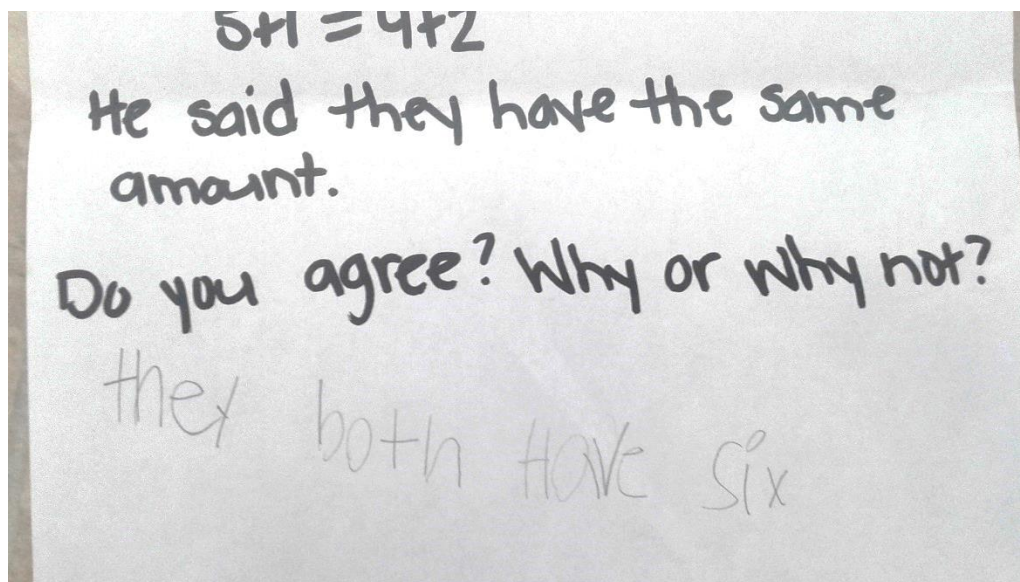 5+1 = 4+2
He said they have the same
amount.
Do you agree? Why or why not?
they both Have six